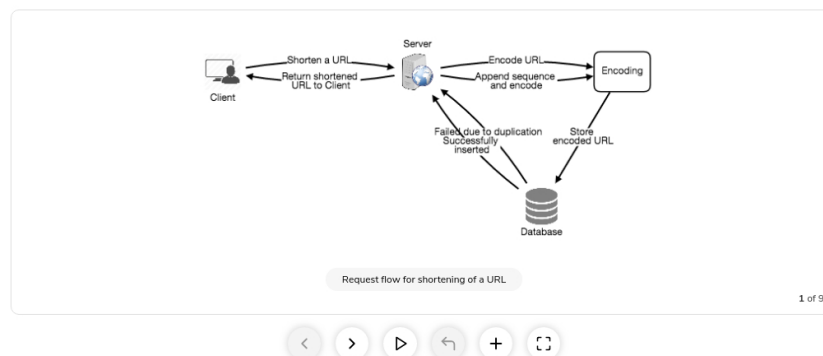 Server
Shorten a URL
Return shortened
URL to Client
Client
Encode URL
Append sequence
and encode
Encoding
Failed due to duplication
Successfully
inserted
Store
encoded URL
Database
Request flow for shortening of a URL
1 of 9